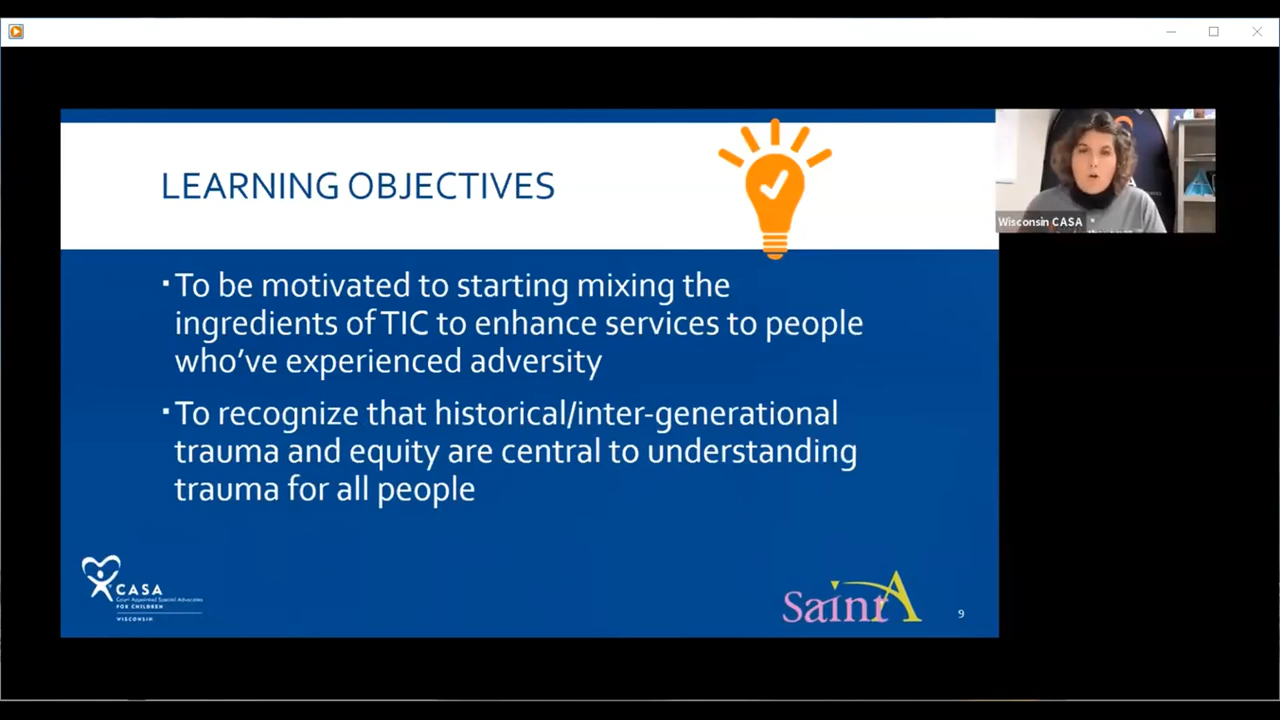 LEARNING OBJECTIVES
Wisconsin CASA
▪To be motivated to starting mixing the
ingredients of TIC to enhance services to people
who've experienced adversity
▪To recognize that historical/inter-generational
trauma and equity are central to understanding
trauma for all people
CASA
Court Appointed Special Advocates
FOR CHILDREN
WISCONSIN
SaintA
9